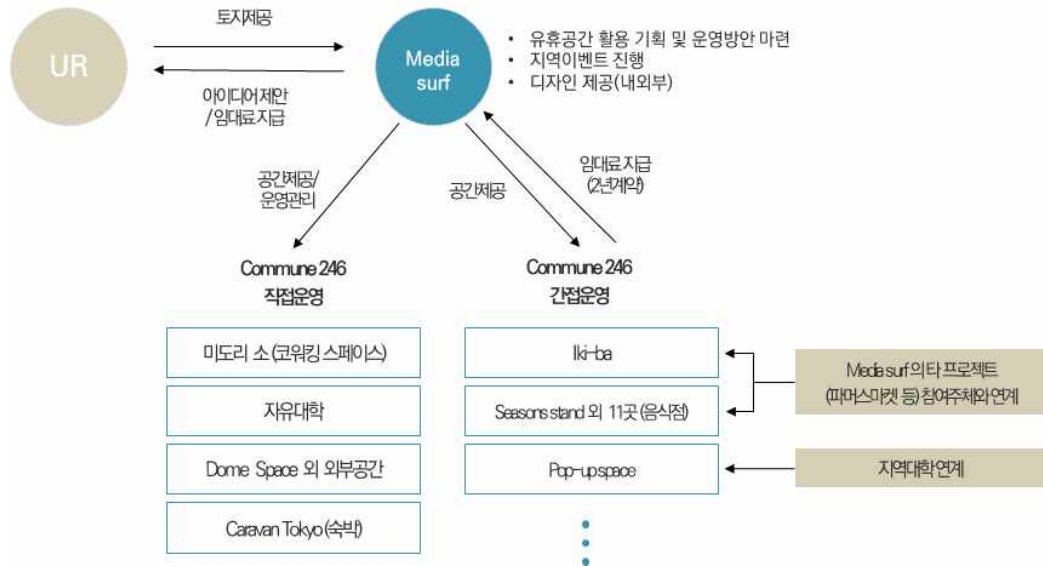 토지제공
UR
Media
surf
• 유휴공간 활용 기획 및 운영방안 마련
• 지역이벤트 진행
• 디자인 제공(내외부)
아이디어 제안
/임대료 지급
공간제공/
운영관리
공간제공
임대료 지급
(2년계약)
Commune 246
직접운영
Commune 246
간접운영
미도리 소 (코워킹 스페이스)
자유대학
Dome Space 외 외부공간
Caravan Tokyo (숙박)
Iki-ba
Seasons stand 외 11곳 (음식점)
Pop-up space
Media surf 의 타 프로젝트
(파머스마켓 등) 참여주체와 연계
지역대학 연계